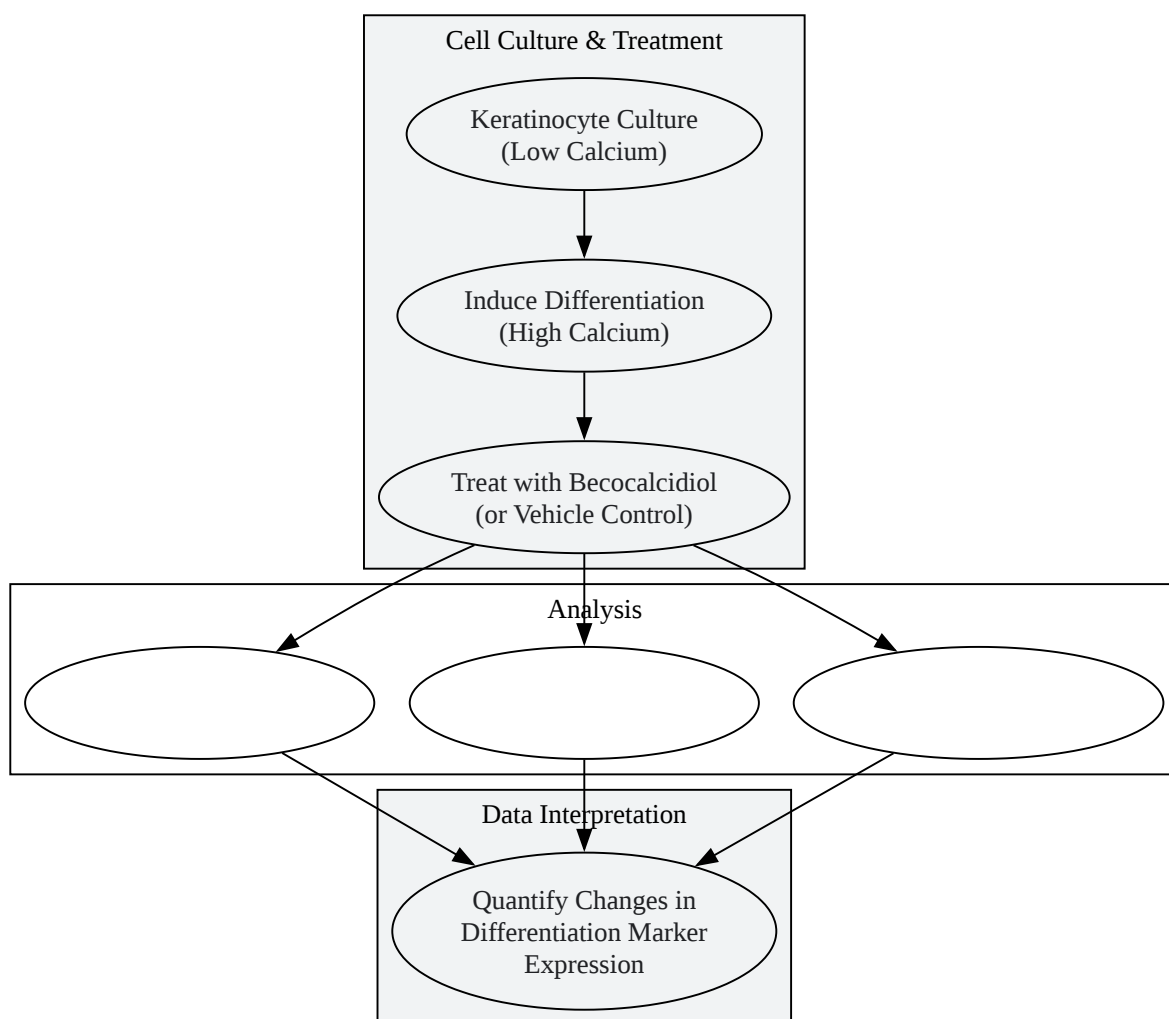 Cell Culture & Treatment
Keratinocyte Culture
(Low Calcium)
Induce Differentiation
(High Calcium)
Treat with Becocalcidiol
(or Vehicle Control)
Analysis
Data Interpretation
Quantify Changes in
Differentiation Marker
Expression